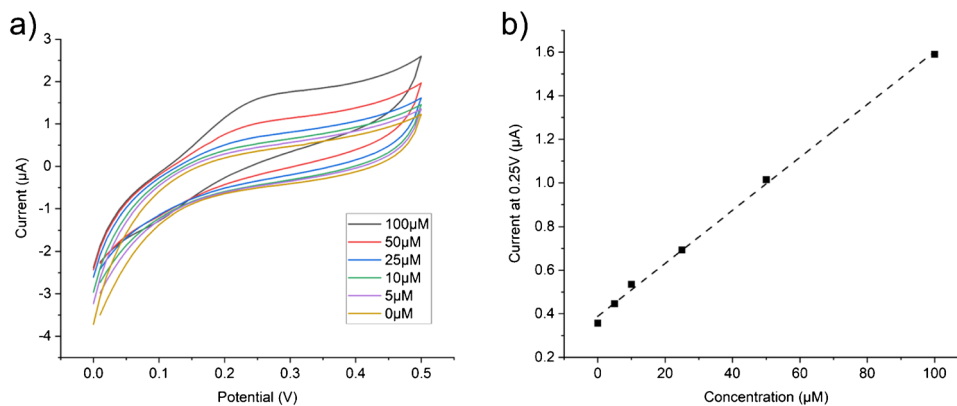 a)
3
2
1
0
-1
-2
-3
-4
Current (µA)
0.0 0.1 0.2 0.3 0.4 0.5
Potential (V)
100µM
50µM
25µM
10µM
5µM
0µM
b)
1.6
1.4
1.2
1.0
0.8
0.6
0.4
0.2
Current at 0.25V (µA)
0 20 40 60 80 100
Concentration (µM)